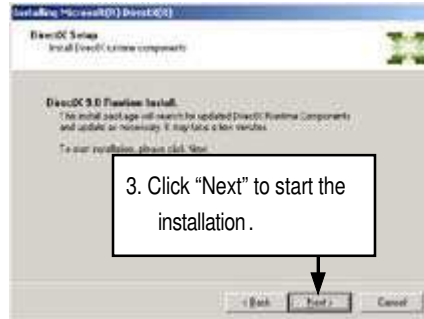 Installing Microsoft(R) DirectX(R)
DirectX Setup
Install DirectX runtime components
DirectX 9.0 Runtime Install.
The install package will search for updated DirectX Runtime Components
and update as necessary. It may take a few minutes.
To start installation, please click Next
3. Click “Next” to start the
installation.
< Back Next > Cancel